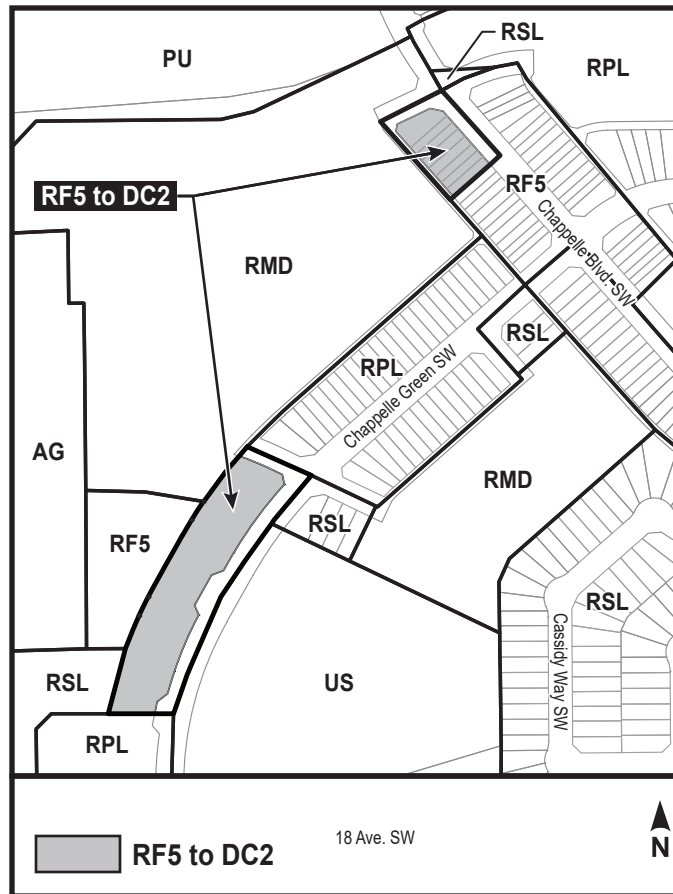 RSL
PU
RPL
RF5 to DC2
RF5
Chappelle Blvd. SW
RMD
RSL
RPL
Chappelle Green SW
AG
RMD
RSL
RF5
RSL
Cassidy Way SW
RSL
US
RPL
18 Ave. SW
RF5 to DC2
N